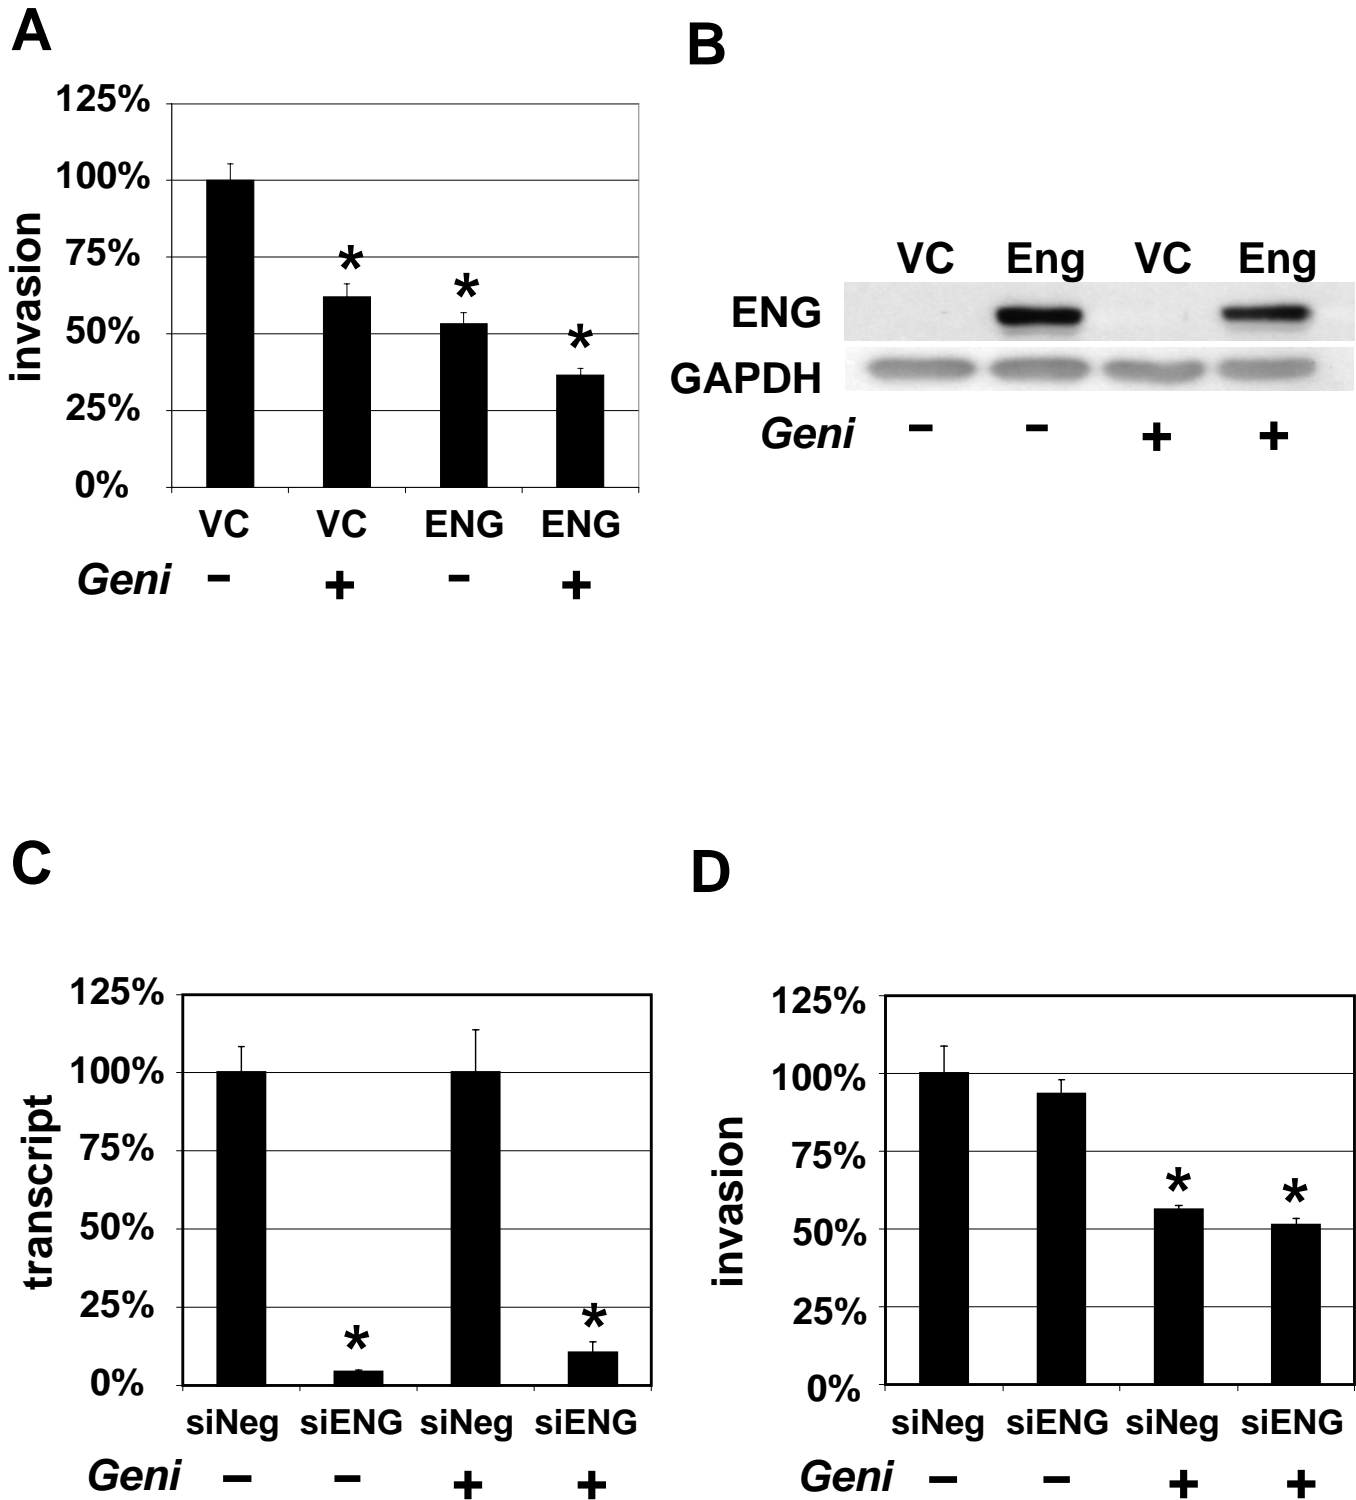 A
125%
100%
75%
50%
25%
0%
invasion
* * *
VC VC ENG ENG
Geni - + - +
B
VC Eng VC Eng
ENG
GAPDH
Geni - - + +
C
125%
100%
75%
50%
25%
0%
transcript
* *
siNeg siENG siNeg siENG
Geni - - + +
D
125%
100%
75%
50%
25%
0%
invasion
* *
siNeg siENG siNeg siENG
Geni - - + +